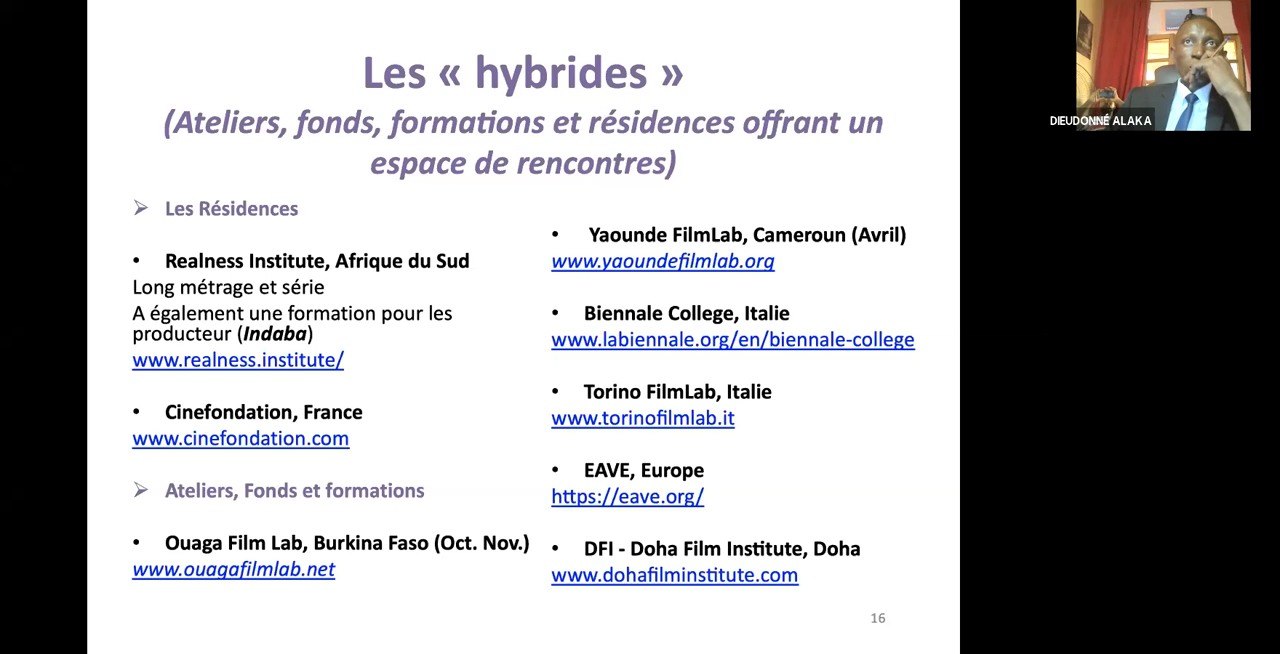 Les « hybrides »
(Ateliers, fonds, formations et résidences offrant un
espace de rencontres)
➢ Les Résidences
• Realness Institute, Afrique du Sud
Long métrage et série
A également une formation pour les
producteur (Indaba)
www.realness.institute/
• Cinefondation, France
www.cinefondation.com
➢ Ateliers, Fonds et formations
• Ouaga Film Lab, Burkina Faso (Oct. Nov.)
www.ouagafilmlab.net
• Yaounde FilmLab, Cameroun (Avril)
www.yaoundefilmlab.org
• Biennale College, Italie
www.labiennale.org/en/biennale-college
• Torino FilmLab, Italie
www.torinofilmlab.it
• EAVE, Europe
https://eave.org/
• DFI - Doha Film Institute, Doha
www.dohafilminstitute.com
16
DIEUDONNÉ ALAKA